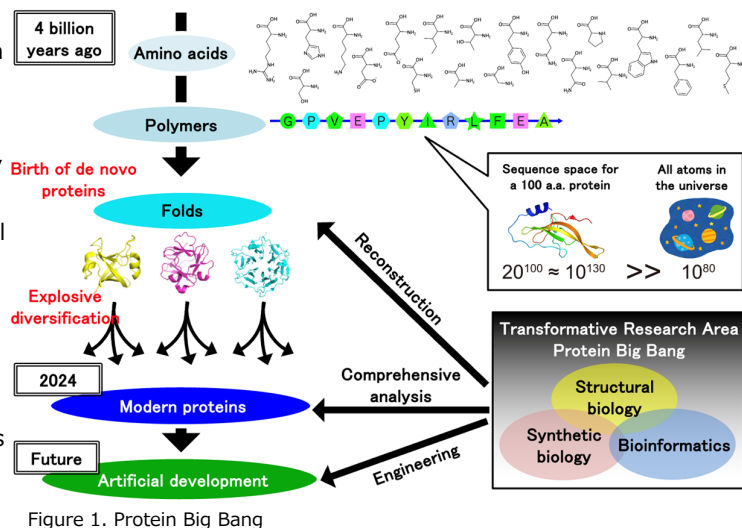 4 billion
years ago
Amino acids
Polymers
G P V E P Y I R L F E A
Birth of de novo
proteins
Folds
Sequence space for
a 100 a.a. protein
All atoms in
the universe
20¹⁰⁰ ≈ 10¹³⁰ >> 10⁸⁰
Explosive
diversification
Reconstruction
2024
Modern proteins
Comprehensive
analysis
Transformative Research Area
Protein Big Bang
Structural
biology
Synthetic
biology
Bioinformatics
Future
Artificial development
Engineering
Figure 1. Protein Big Bang